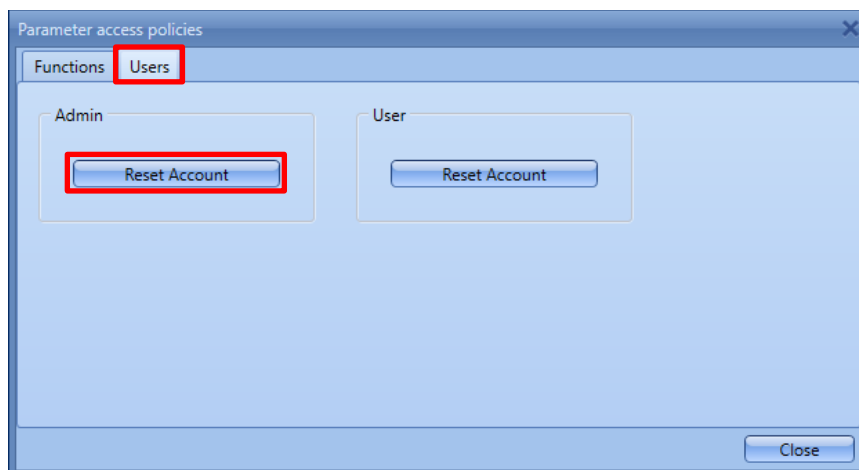 Parameter access policies
Functions Users
Admin User
Reset Account Reset Account
Close